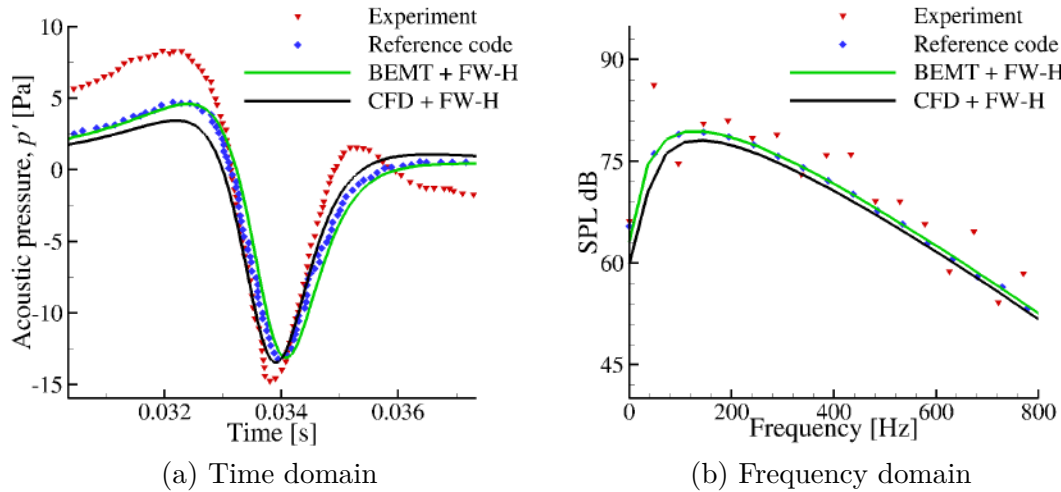 10
5
0
-5
-10
-15
Acoustic pressure, p′ [Pa]
Experiment
Reference code
BEMT + FW-H
CFD + FW-H
0.032
0.034
0.036
Time [s]
(a) Time domain
90
75
60
45
SPL dB
Experiment
Reference code
BEMT + FW-H
CFD + FW-H
0
200
400
600
800
Frequency [Hz]
(b) Frequency domain